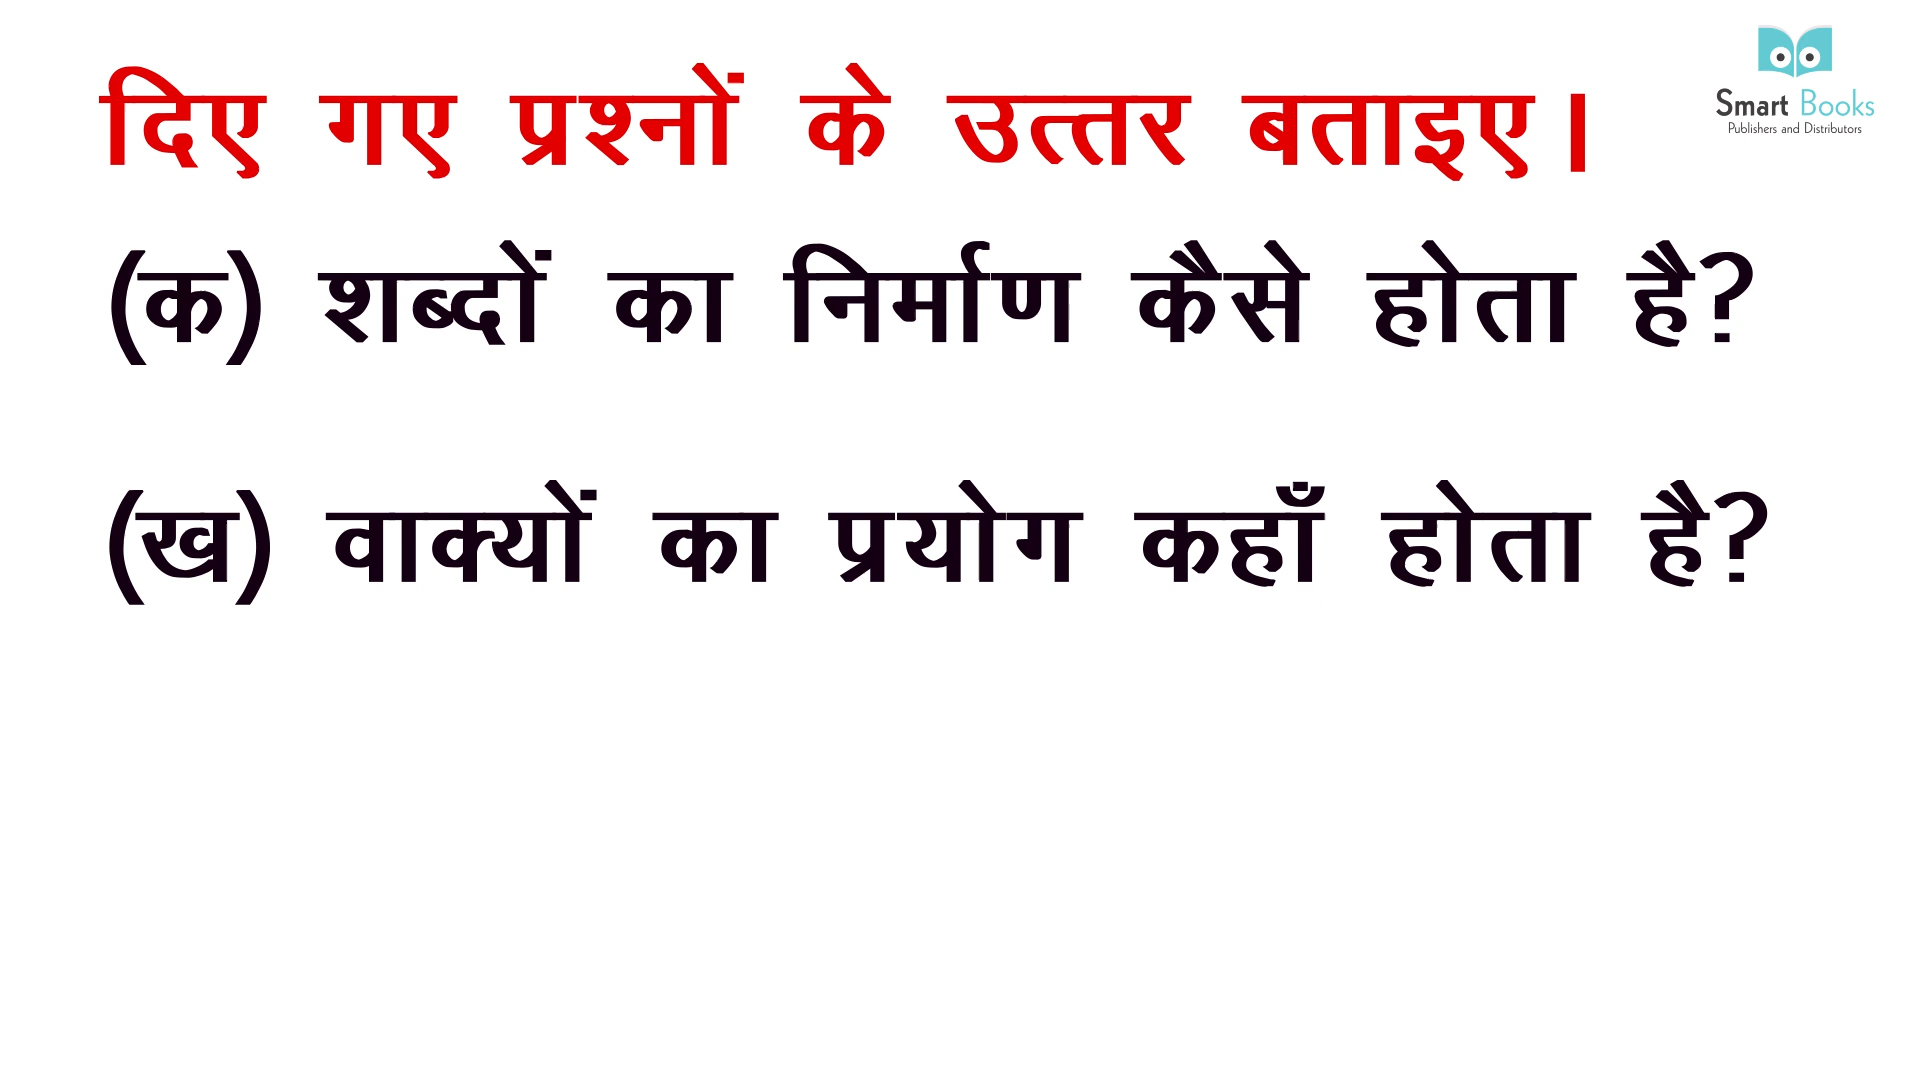 दिए गए प्रश्नों के उत्तर बताइए।
Smart Books
Publishers and Distributors
(क) शब्दों का निर्माण कैसे होता है?
(ख) वाक्यों का प्रयोग कहाँ होता है?